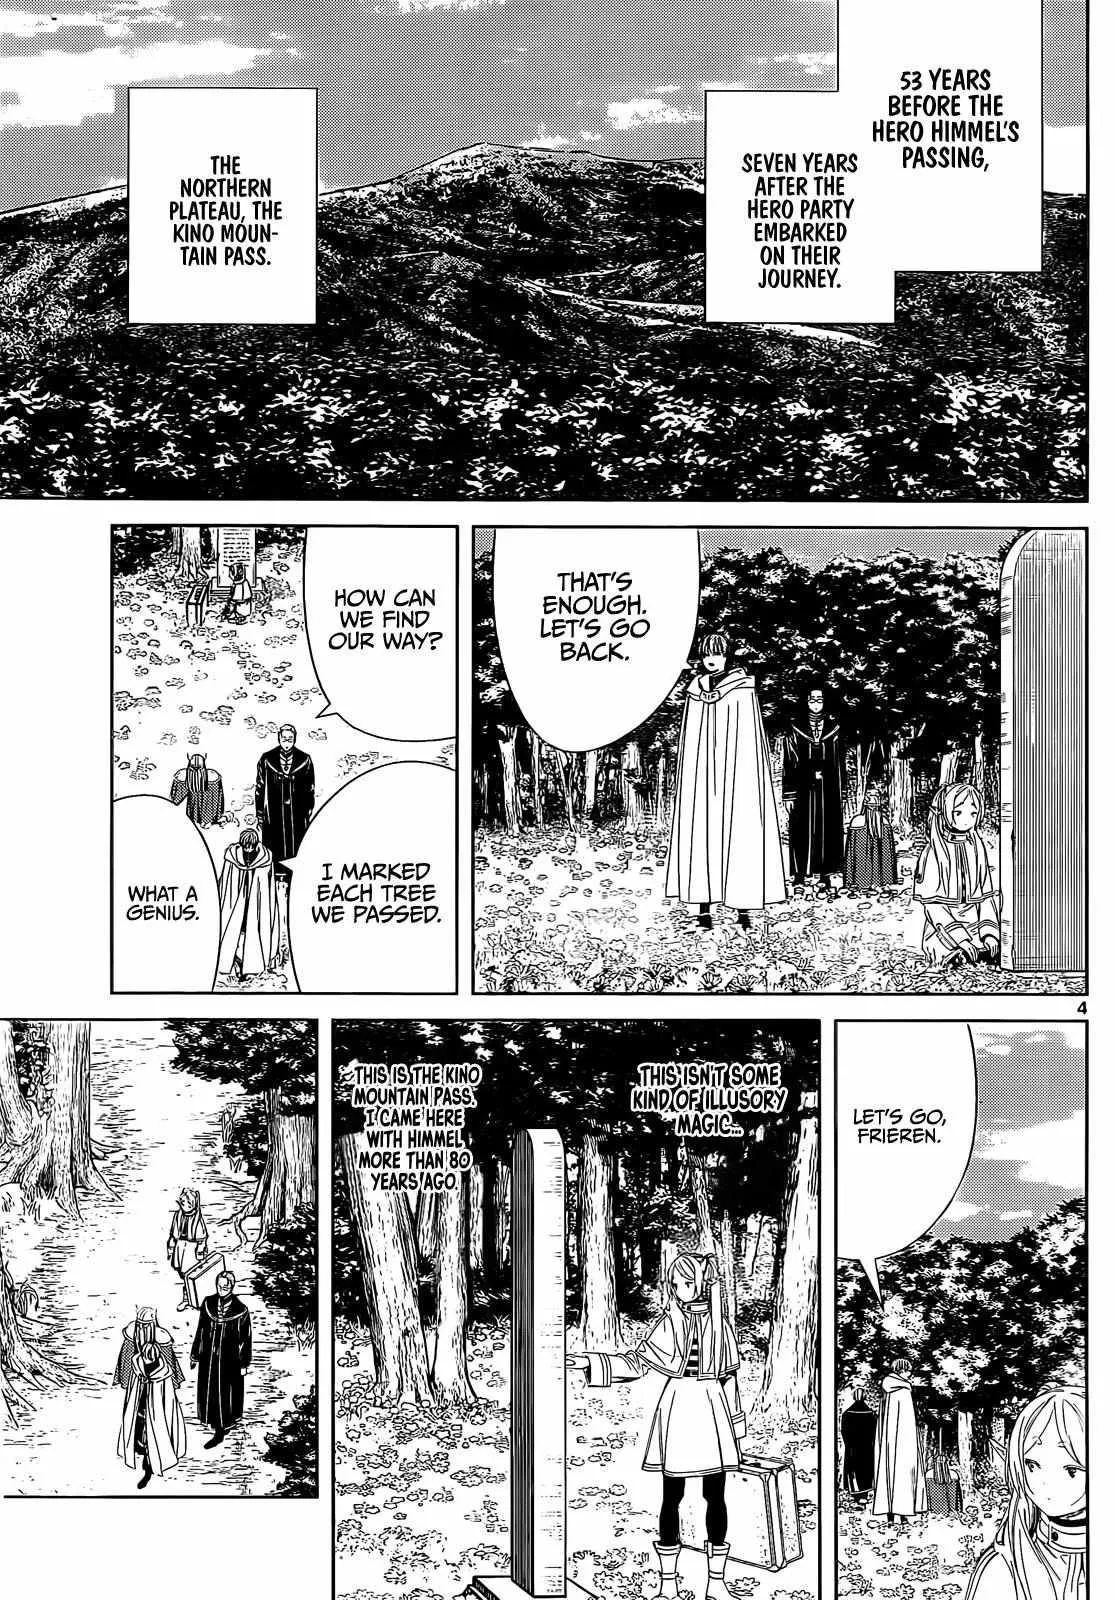 53 YEARS
BEFORE THE
HERO HIMMEL'S
PASSING,
SEVEN YEARS
AFTER THE
HERO PARTY
EMBARKED
ON THEIR
JOURNEY.
THE
NORTHERN
PLATEAU, THE
KINO MOUN-
TAIN PASS.
THAT'S
ENOUGH.
LET'S GO
BACK.
HOW CAN
WE FIND
OUR WAY?
I MARKED
EACH TREE
WE PASSED.
WHAT A
GENIUS.
4
LET'S GO,
FRIEREN.
THIS ISN'T SOME
KIND OF ILLUSORY
MAGIC...
THIS IS THE KINO
MOUNTAIN PASS.
I CAME HERE
WITH HIMMEL
MORE THAN 80
YEARS AGO.